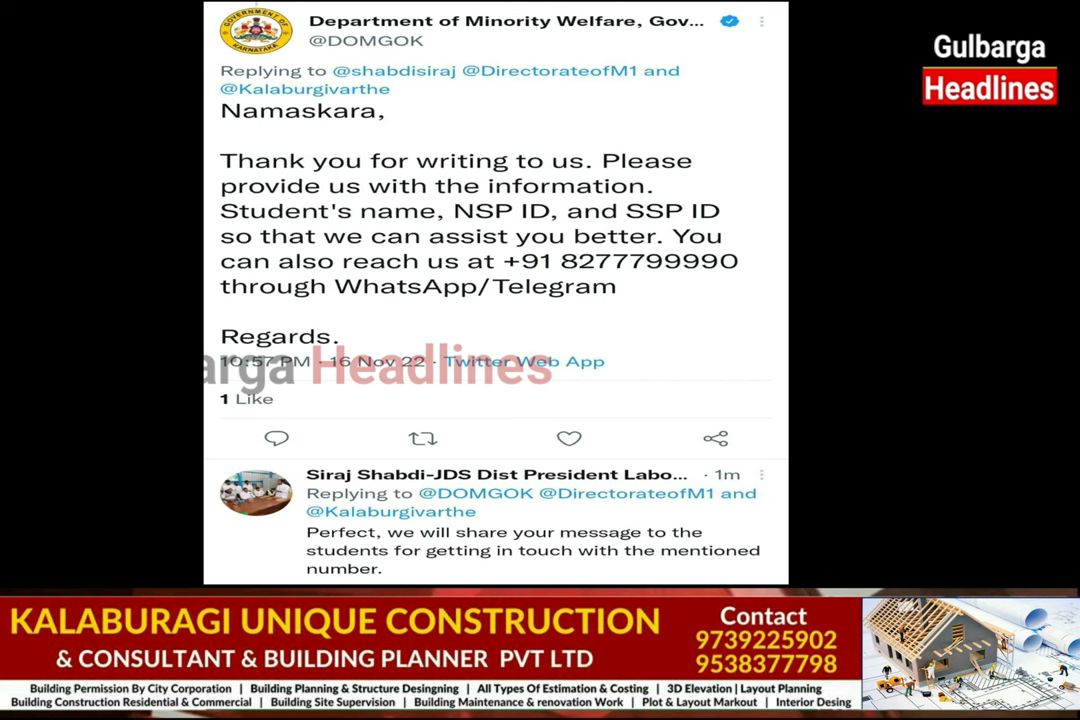 GOVERNMENT OF
KARNATAKA
Department of Minority Welfare, Gov...
@DOMGOK
Replying to @shabdisiraj @DirectorateofM1 and
@Kalaburgivarthe
Namaskara,
Thank you for writing to us. Please
provide us with the information.
Student's name, NSP ID, and SSP ID
so that we can assist you better. You
can also reach us at +91 8277799990
through WhatsApp/Telegram
Regards.
10:57 PM · 16 Nov 22 · Twitter Web App
arga Headlines
1 Like
Siraj Shabdi-JDS Dist President Labo... · 1m
Replying to @DOMGOK @DirectorateofM1 and
@Kalaburgivarthe
Perfect, we will share your message to the
students for getting in touch with the mentioned
number.
Gulbarga
Headlines
KALABURAGI UNIQUE CONSTRUCTION
& CONSULTANT & BUILDING PLANNER PVT LTD
Contact
9739225902
9538377798
Building Permission By City Corporation | Building Planning & Structure Desingning | All Types Of Estimation & Costing | 3D Elevation | Layout Planning
Building Construction Residential & Commercial | Building Site Supervision | Building Maintenance & renovation Work | Plot & Layout Markout | Interior Desing